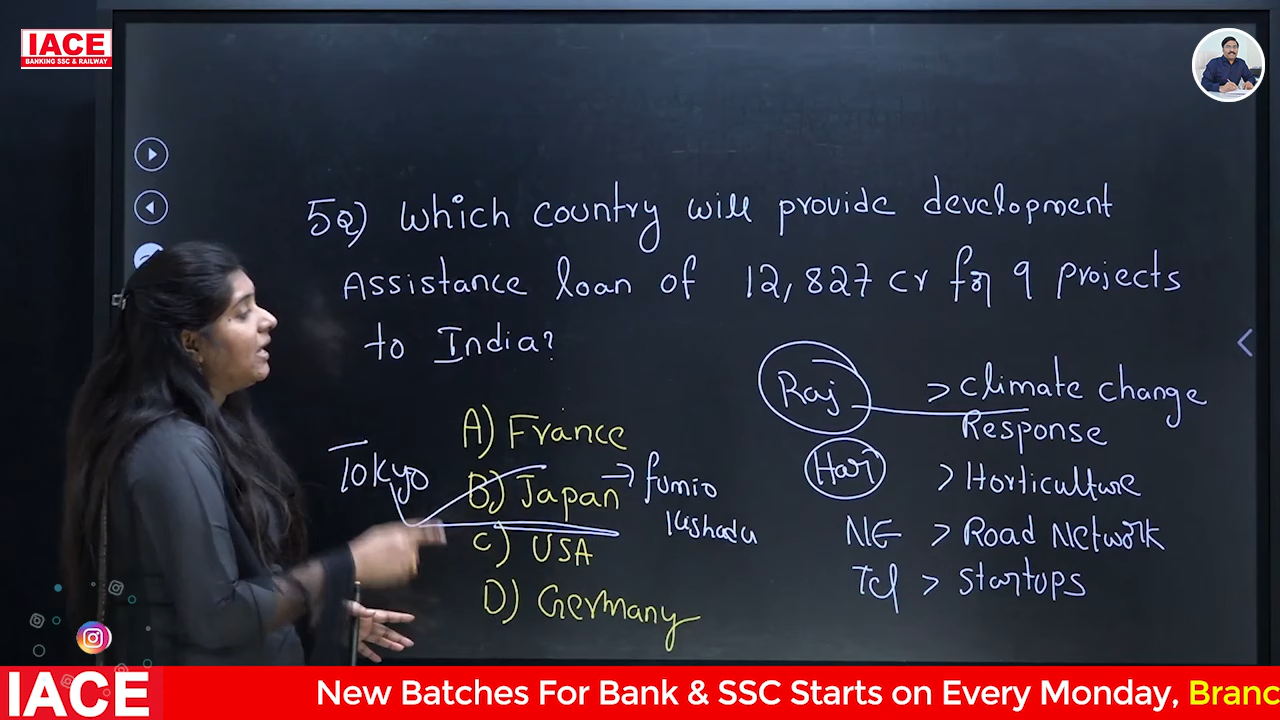 IACE
BANKING SSC & RAILWAY
5Q) Which country will provide development
Assistance loan of 12,827 cr for 9 projects
to India?
A) France
B) Japan
C) USA
D) Germany
Tokyo
→ fumio
Kishada
Raj > climate change
Response
Hari > Horticulture
NE > Road Network
> Startups
IACE
New Batches For Bank & SSC Starts on Every Monday, Branc